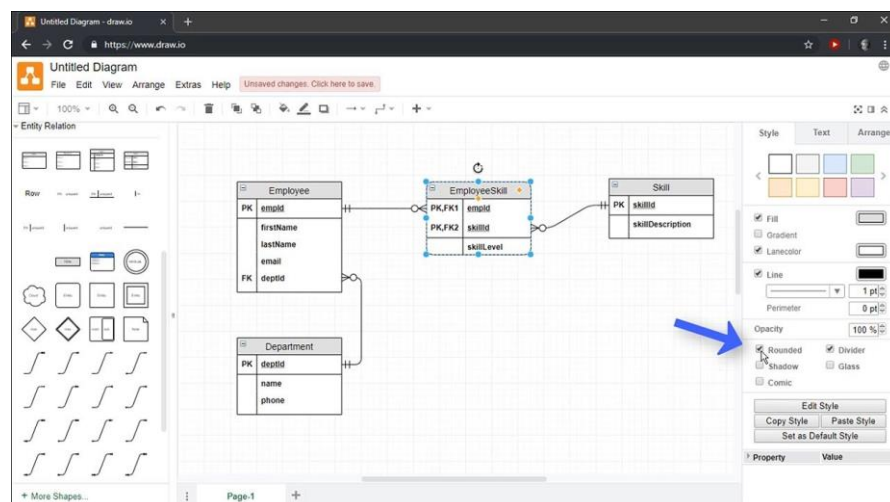 Untitled Diagram - draw.io
https://www.draw.io
Untitled Diagram
File Edit View Arrange Extras Help Unsaved changes. Click here to save.
100%
Entity Relation
Row
Employee
PK empId
firstName
lastName
email
FK deptId
EmployeeSkill
PK,FK1 empId
PK,FK2 skillId
skillLevel
Skill
PK skillId
skillDescription
Department
PK deptId
name
phone
Style Text Arrange
Fill
Gradient
Lanecolor
Line
1 pt
Perimeter 0 pt
Opacity 100 %
Rounded Divider
Shadow Glass
Comic
Edit Style
Copy Style Paste Style
Set as Default Style
Property Value
+ More Shapes...
Page-1